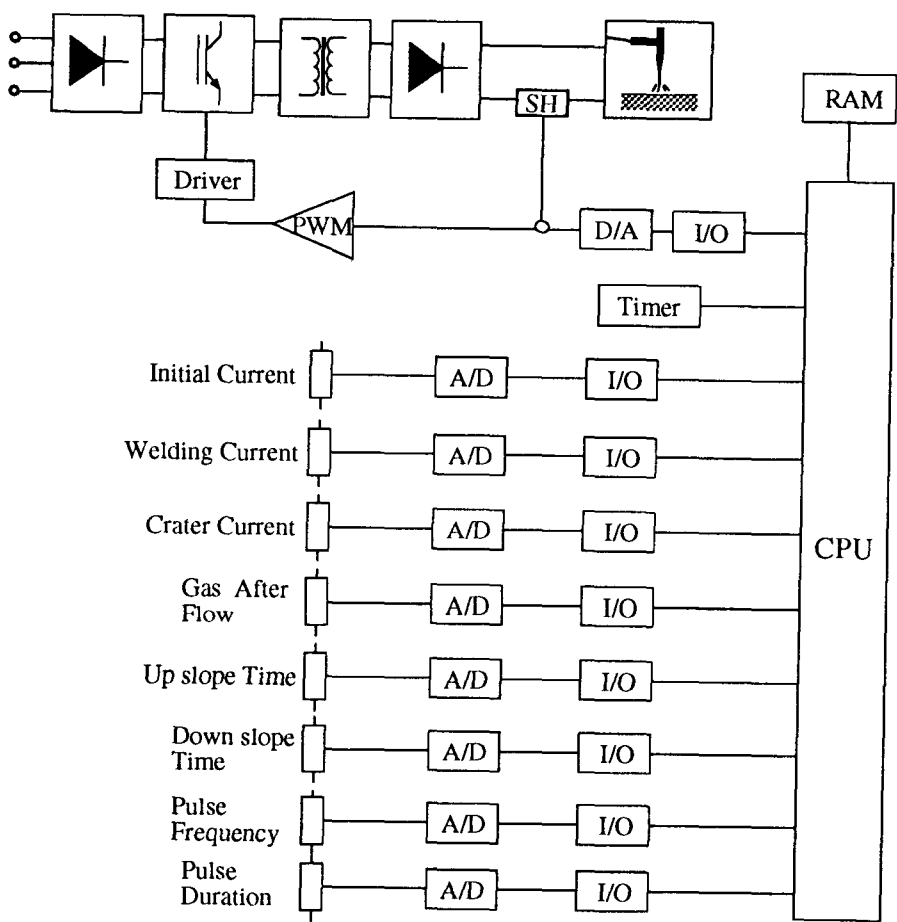 SH
RAM
Driver
PWM
D/A
I/O
Timer
Initial Current
A/D
I/O
Welding Current
A/D
I/O
Crater Current
A/D
I/O
CPU
Gas After
Flow
A/D
I/O
Up slope Time
A/D
I/O
Down slope
Time
A/D
I/O
Pulse
Frequency
A/D
I/O
Pulse
Duration
A/D
I/O